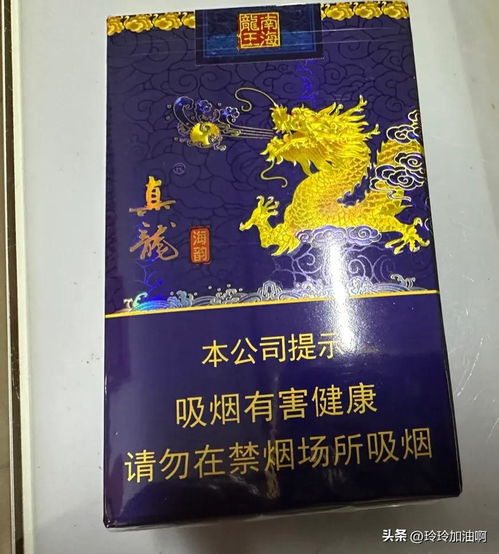 南海
龍王
真龍
海韵
本公司提示
吸烟有害健康
请勿在禁烟场所吸烟
头条 @玲玲加油啊